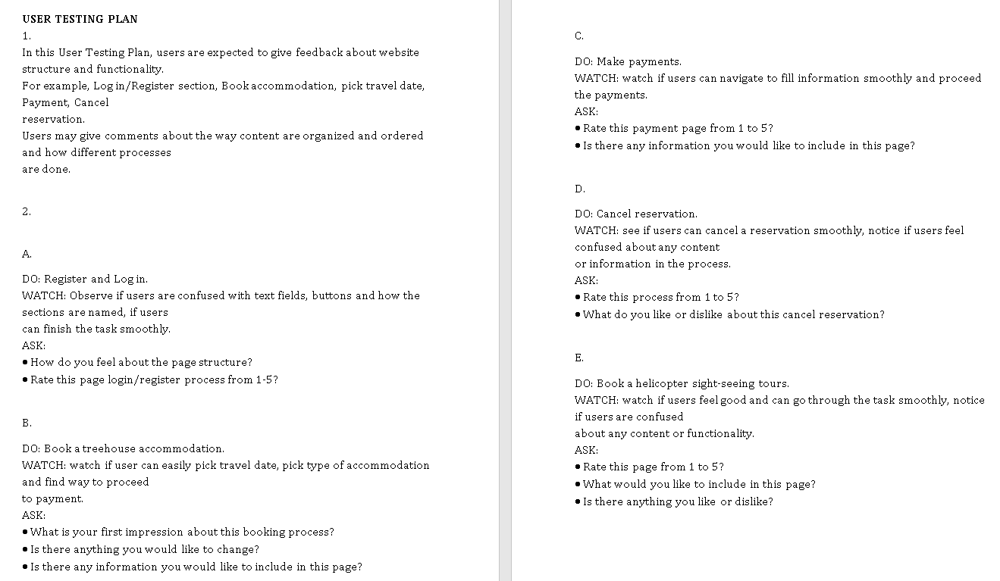 USER TESTING PLAN
1.
In this User Testing Plan, users are expected to give feedback about website
structure and functionality.
For example, Log in/Register section, Book accommodation, pick travel date,
Payment, Cancel
reservation.
Users may give comments about the way content are organized and ordered
and how different processes
are done.
2.
A.
DO: Register and Log in.
WATCH: Observe if users are confused with text fields, buttons and how the
sections are named, if users
can finish the task smoothly.
ASK:
● How do you feel about the page structure?
● Rate this page login/register process from 1-5?
B.
DO: Book a treehouse accommodation.
WATCH: watch if user can easily pick travel date, pick type of accommodation
and find way to proceed
to payment.
ASK:
● What is your first impression about this booking process?
● Is there anything you would like to change?
● Is there any information you would like to include in this page?
C.
DO: Make payments.
WATCH: watch if users can navigate to fill information smoothly and proceed
the payments.
ASK:
● Rate this payment page from 1 to 5?
● Is there any information you would like to include in this page?
D.
DO: Cancel reservation.
WATCH: see if users can cancel a reservation smoothly, notice if users feel
confused about any content
or information in the process.
ASK:
● Rate this process from 1 to 5?
● What do you like or dislike about this cancel reservation?
E.
DO: Book a helicopter sight-seeing tours.
WATCH: watch if users feel good and can go through the task smoothly, notice
if users are confused
about any content or functionality.
ASK:
● Rate this page from 1 to 5?
● What would you like to include in this page?
● Is there anything you like or dislike?